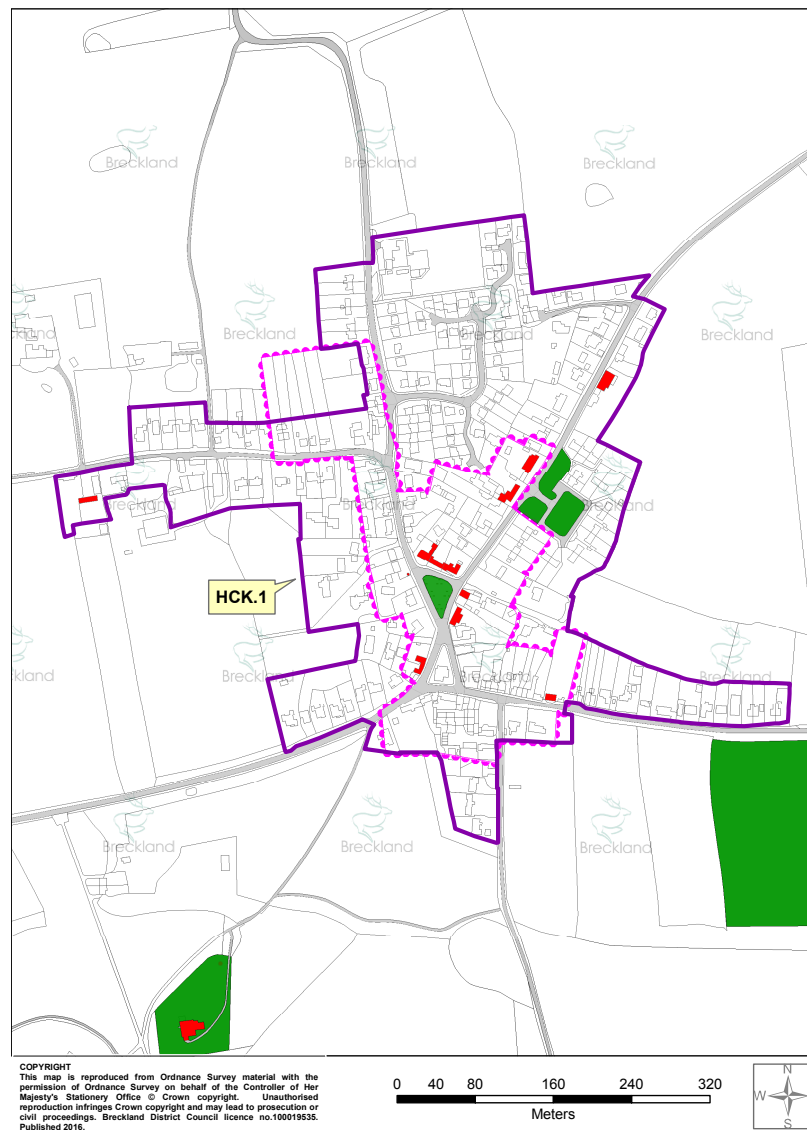 Breckland
Breckland
Breckland
Breckland
Breckland
Breckland
HCK.1
Breckland
Breckland
Breckland
Breckland
Breckland
Breckland
COPYRIGHT
This map is reproduced from Ordnance Survey material with the
permission of Ordnance Survey on behalf of the Controller of Her
Majesty's Stationery Office © Crown copyright. Unauthorised
reproduction infringes Crown copyright and may lead to prosecution or
civil proceedings. Breckland District Council licence no.100019535.
Published 2016.
0 40 80 160 240 320
Meters
N
W E
S